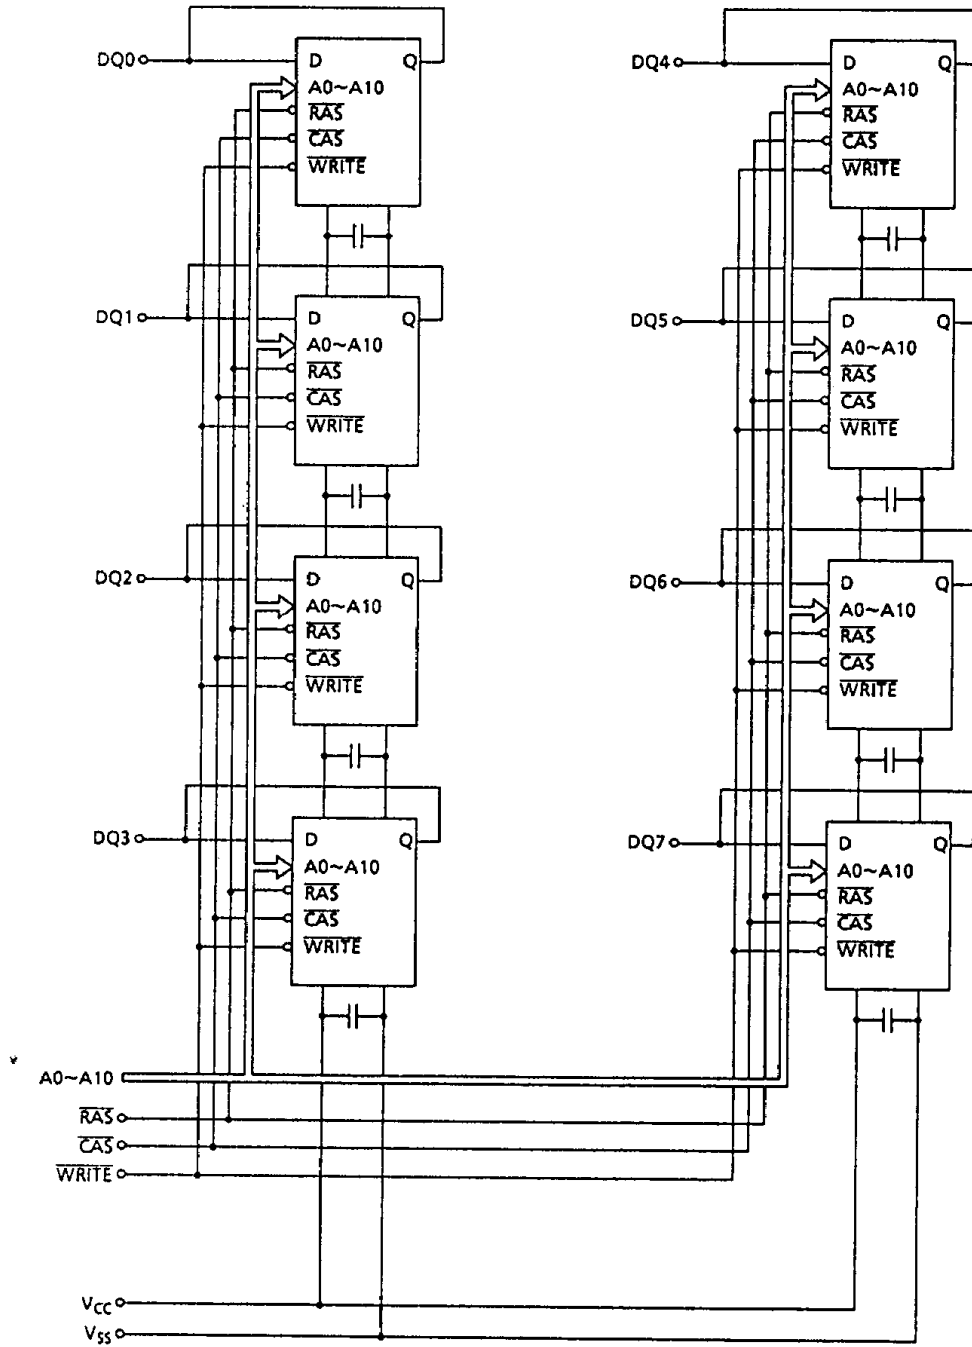 DQ0
D Q
A0~A10
RAS
CAS
WRITE
DQ1
D Q
A0~A10
RAS
CAS
WRITE
DQ2
D Q
A0~A10
RAS
CAS
WRITE
DQ3
D Q
A0~A10
RAS
CAS
WRITE
DQ4
D Q
A0~A10
RAS
CAS
WRITE
DQ5
D Q
A0~A10
RAS
CAS
WRITE
DQ6
D Q
A0~A10
RAS
CAS
WRITE
DQ7
D Q
A0~A10
RAS
CAS
WRITE
A0~A10
RAS
CAS
WRITE
VCC
VSS